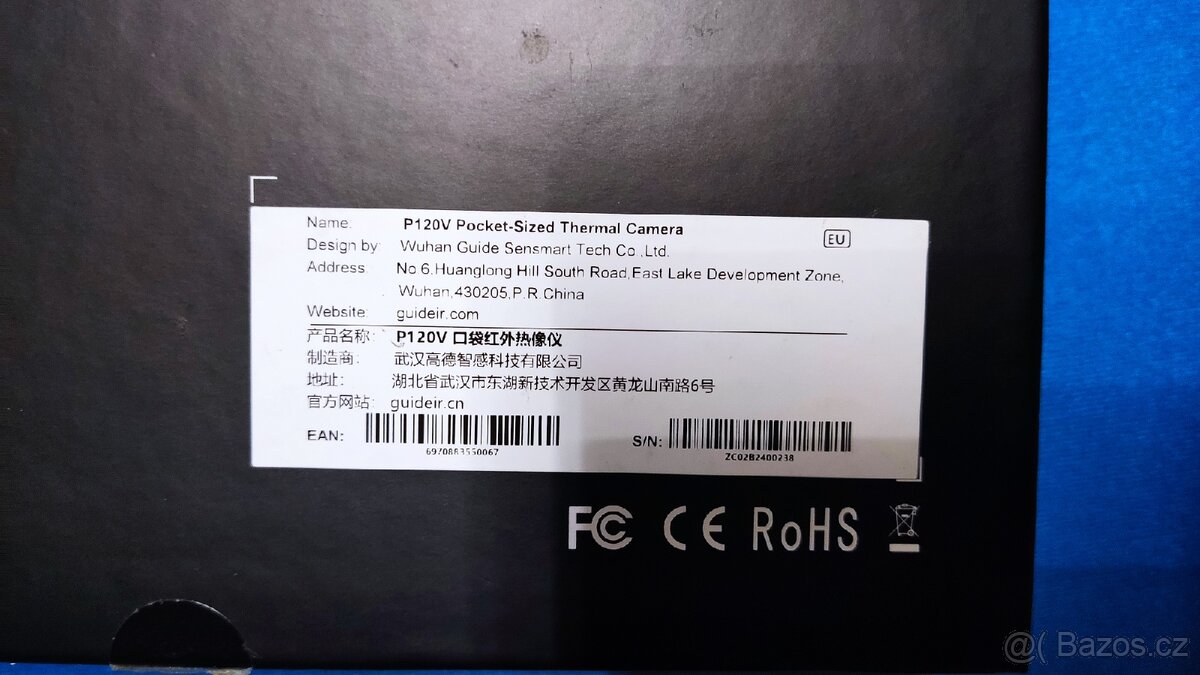 Name: P120V Pocket-Sized Thermal Camera
EU
Design by: Wuhan Guide Sensmart Tech Co.,Ltd.
Address: No.6,Huanglong Hill South Road,East Lake Development Zone,
Wuhan,430205,P.R.China
Website: guideir.com
产品名称: P120V 口袋红外热像仪
制造商: 武汉高德智感科技有限公司
地址: 湖北省武汉市东湖新技术开发区黄龙山南路6号
官方网站: guideir.cn
EAN: S/N:
6970883550067 ZC02B2400238
FC CE RoHS
@( Bazos.cz